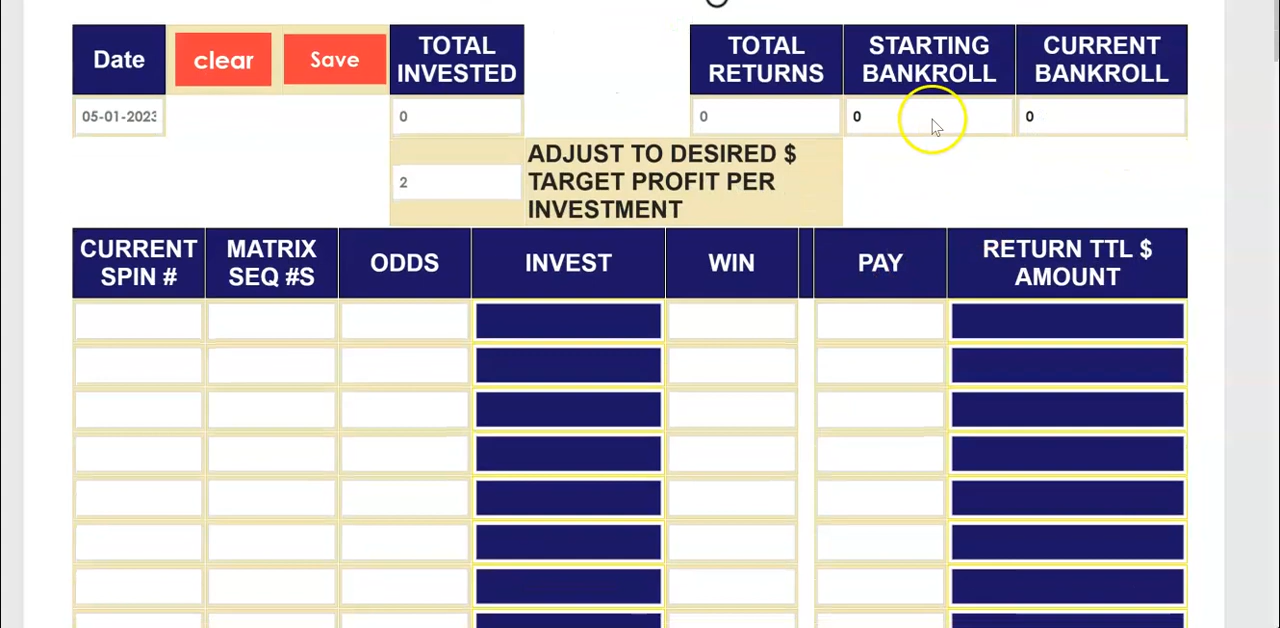 Date
clear
Save
TOTAL
INVESTED
TOTAL
RETURNS
STARTING
BANKROLL
CURRENT
BANKROLL
05-01-2023
0
0
0
0
2
ADJUST TO DESIRED $
TARGET PROFIT PER
INVESTMENT
CURRENT
SPIN #
MATRIX
SEQ #S
ODDS
INVEST
WIN
PAY
RETURN TTL $
AMOUNT